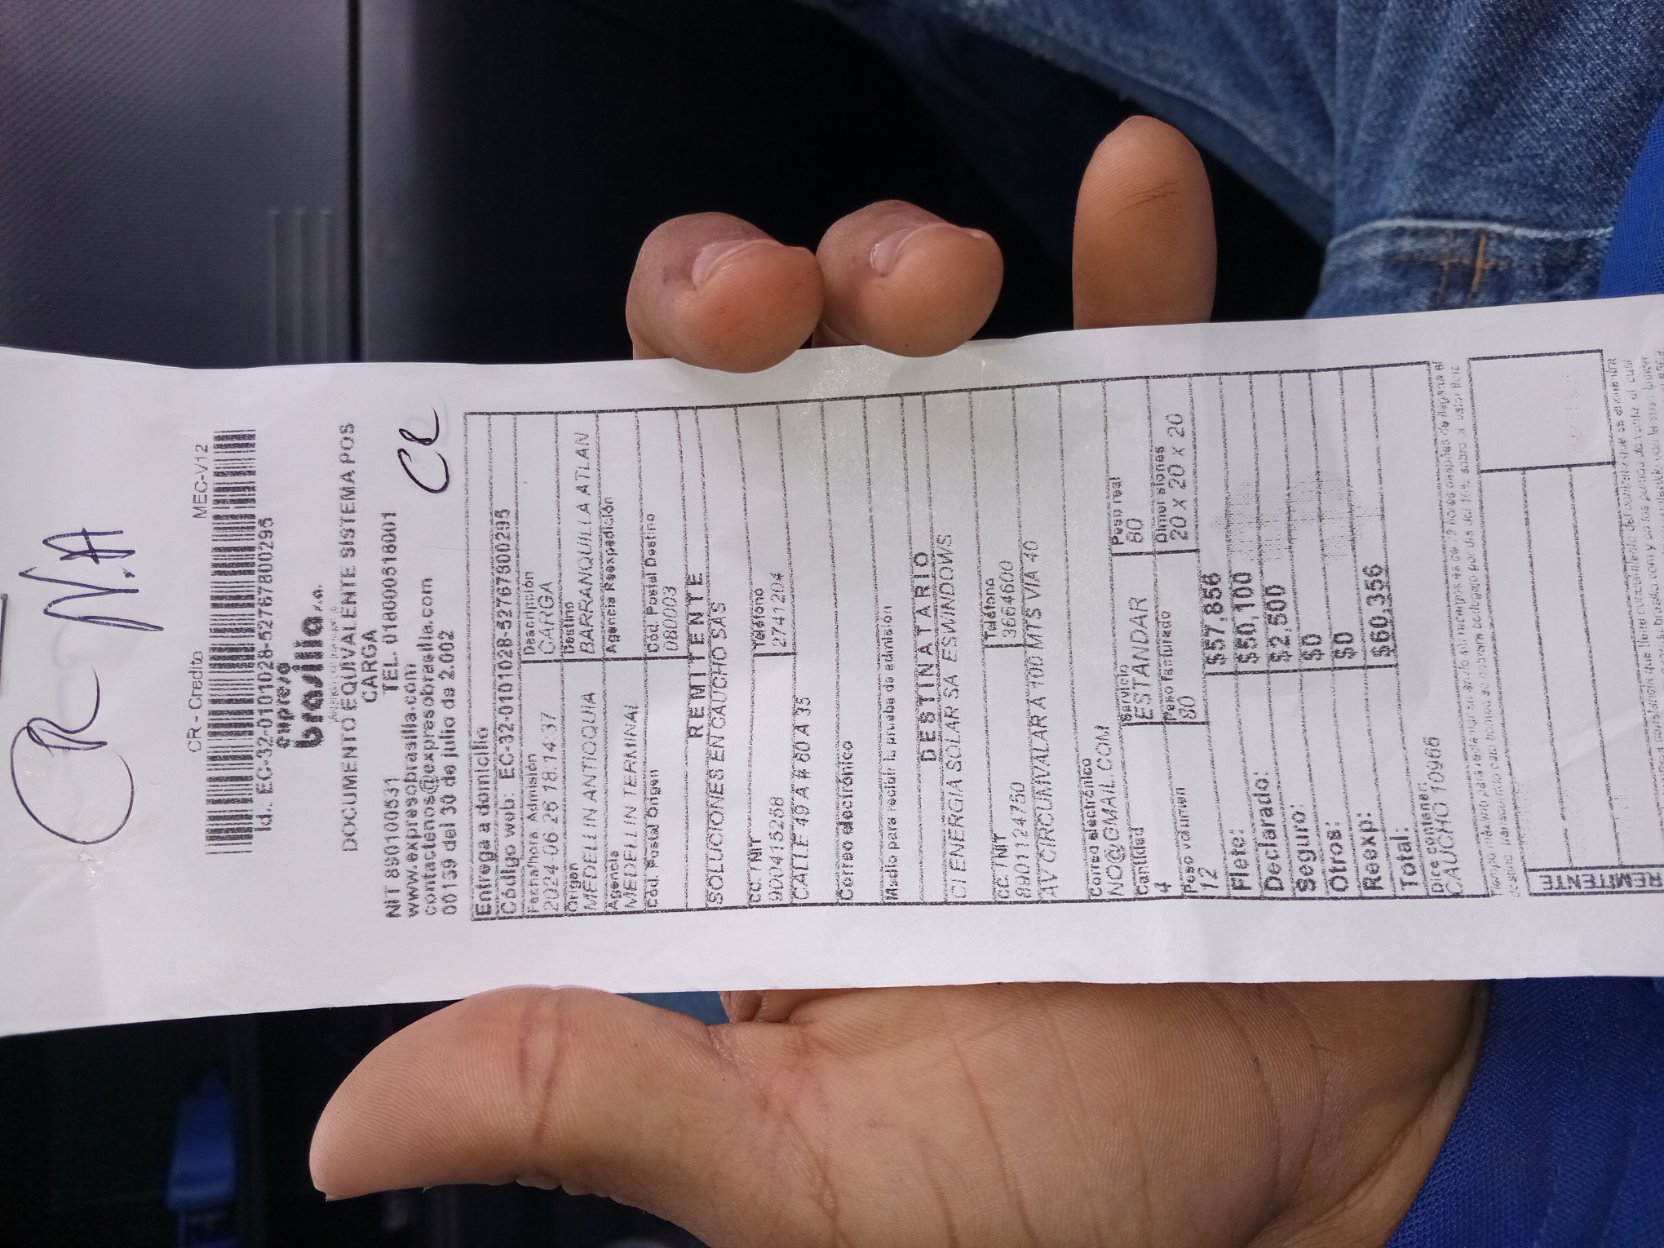 CR N.A
CR - Credito MEC-V12
Id.: EC-32-010102B-52767800295
expreso
brasilia s.a.
DOCUMENTO EQUIVALENTE SISTEMA POS
CARGA
NIT 890100531 TEL. 018000518001
www.expresobrasilia.com
contactenos@expresobrasilia.com
00139 del 30 de julio de 2.002
CR
Entrega a domicilio
Código web: EC-32-010102B-52767800295
Fecha/hora Admisión Descripción
2024-06-26 18:14:37 CARGA
Origen Destino
MEDELLIN ANTIOQUIA BARRANQUILLA ATLAN
Agencia Agencia Reexpedición
MEDELLIN TERMINAL
Cód. Postal Origen Cód. Postal Destino
080003
REMITENTE
SOLUCIONES EN CAUCHO SAS
CC. / NIT Teléfono
900415268 2741204
CALLE 40 A # 80 A 35
Correo electrónico
Medio para recibir la prueba de admisión
DESTINATARIO
CI ENERGIA SOLAR SA ESWINDOWS
CC. / NIT Teléfono
8901124750 3664600
AV CIRCUNVALAR A 100 MTS VIA 40
Correo electrónico
NO@GMAIL.COM
Cantidad Servicio Peso real
4 ESTANDAR 80
Peso volumen Peso facturado Dimensiones
12 80 20 x 20 x 20
Flete: $57,856
Declarado: $50,100
Seguro: $2,500
Otros: $0
Reexp: $0
Total: $60,356
Dice contener:
CAUCHO 10966
REMITENTE